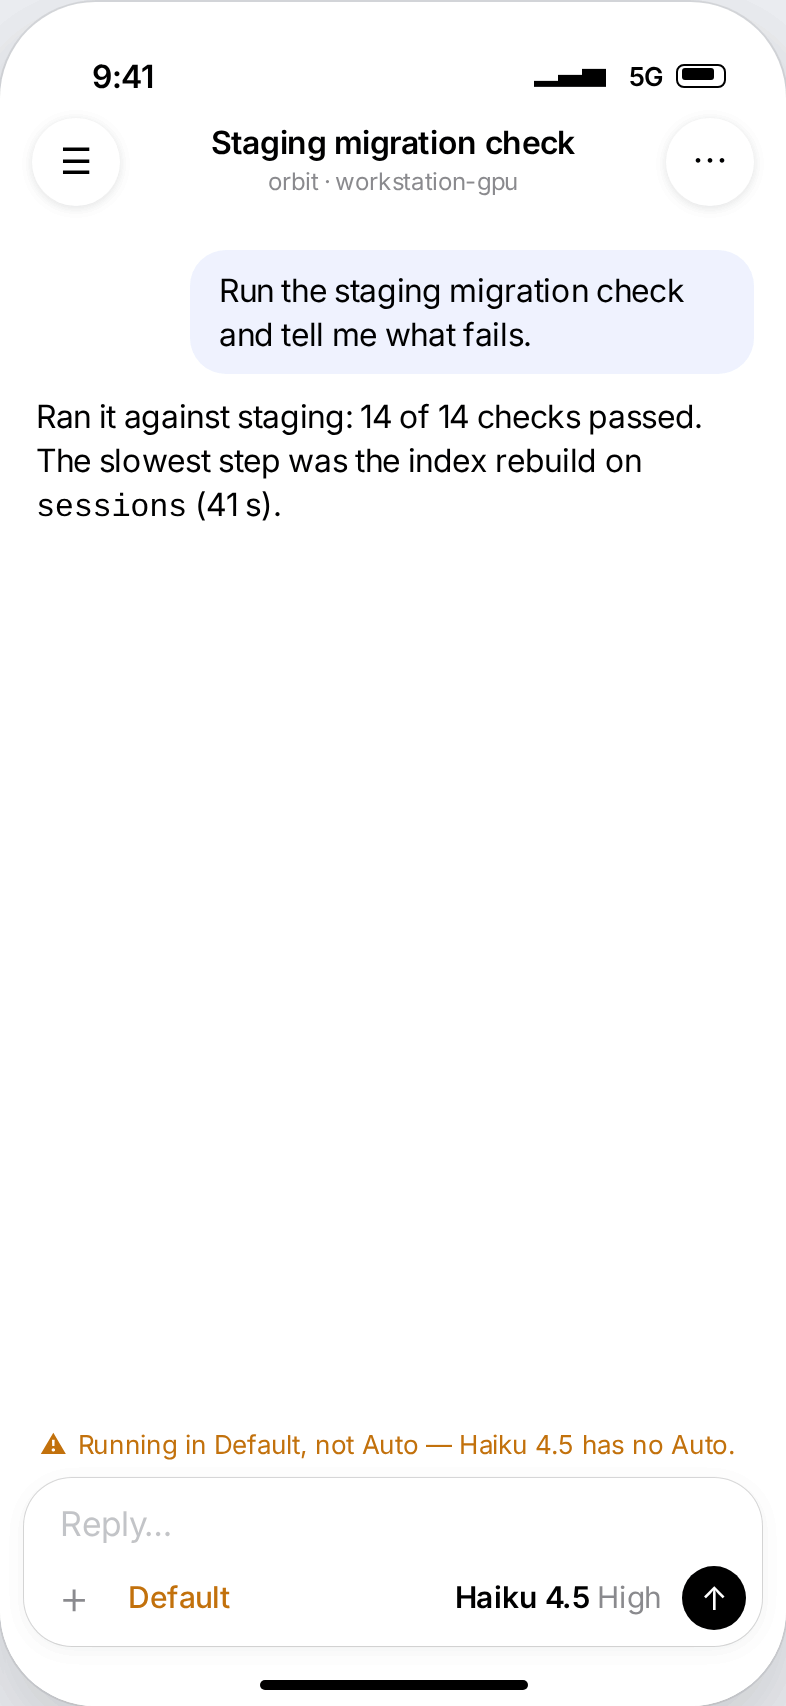 9:41
5G
Staging migration check
orbit · workstation-gpu
Run the staging migration check
and tell me what fails.
Ran it against staging: 14 of 14 checks passed.
The slowest step was the index rebuild on
sessions (41 s).
⚠ Running in Default, not Auto — Haiku 4.5 has no Auto.
Reply...
+ Default Haiku 4.5 High